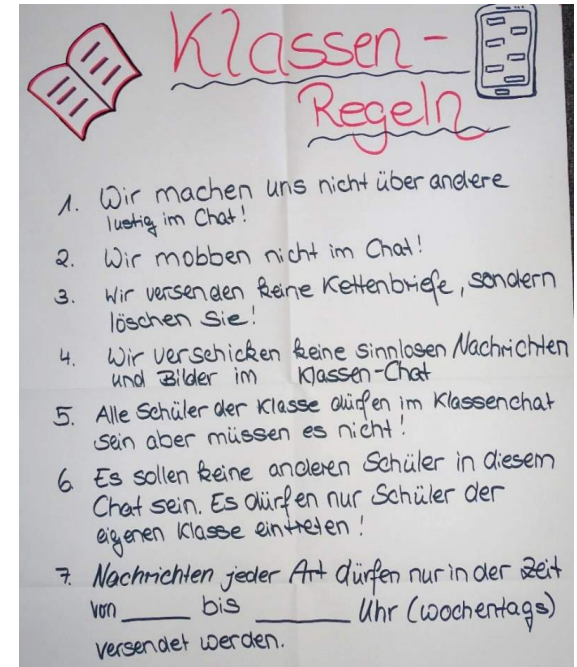 Klassen-
Regeln
1. Wir machen uns nicht über andere
lustig im Chat!
2. Wir mobben nicht im Chat!
3. Wir versenden keine Kettenbriefe, sondern
löschen Sie!
4. Wir verschicken keine sinnlosen Nachrichten
und Bilder im Klassen-Chat
5. Alle Schüler der Klasse dürfen im Klassenchat
sein aber müssen es nicht!
6 Es sollen keine anderen Schüler in diesem
Chat sein. Es dürfen nur Schüler der
eigenen Klasse eintreten!
7. Nachrichten jeder Art dürfen nur in der Zeit
von _____ bis _______ Uhr (wochentags)
versendet werden.